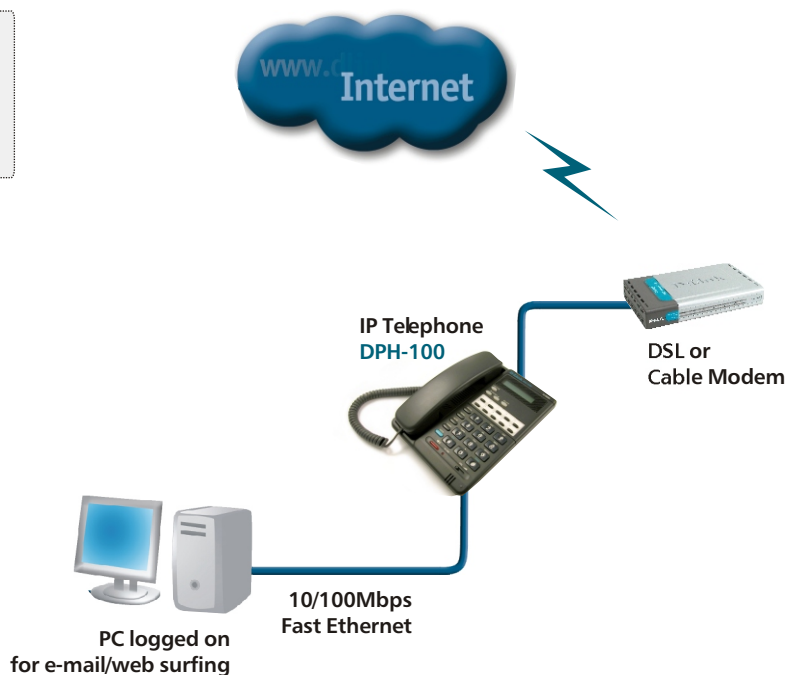 Internet
IP Telephone
DPH-100
DSL or
Cable Modem
10/100Mbps
Fast Ethernet
PC logged on
for e-mail/web surfing